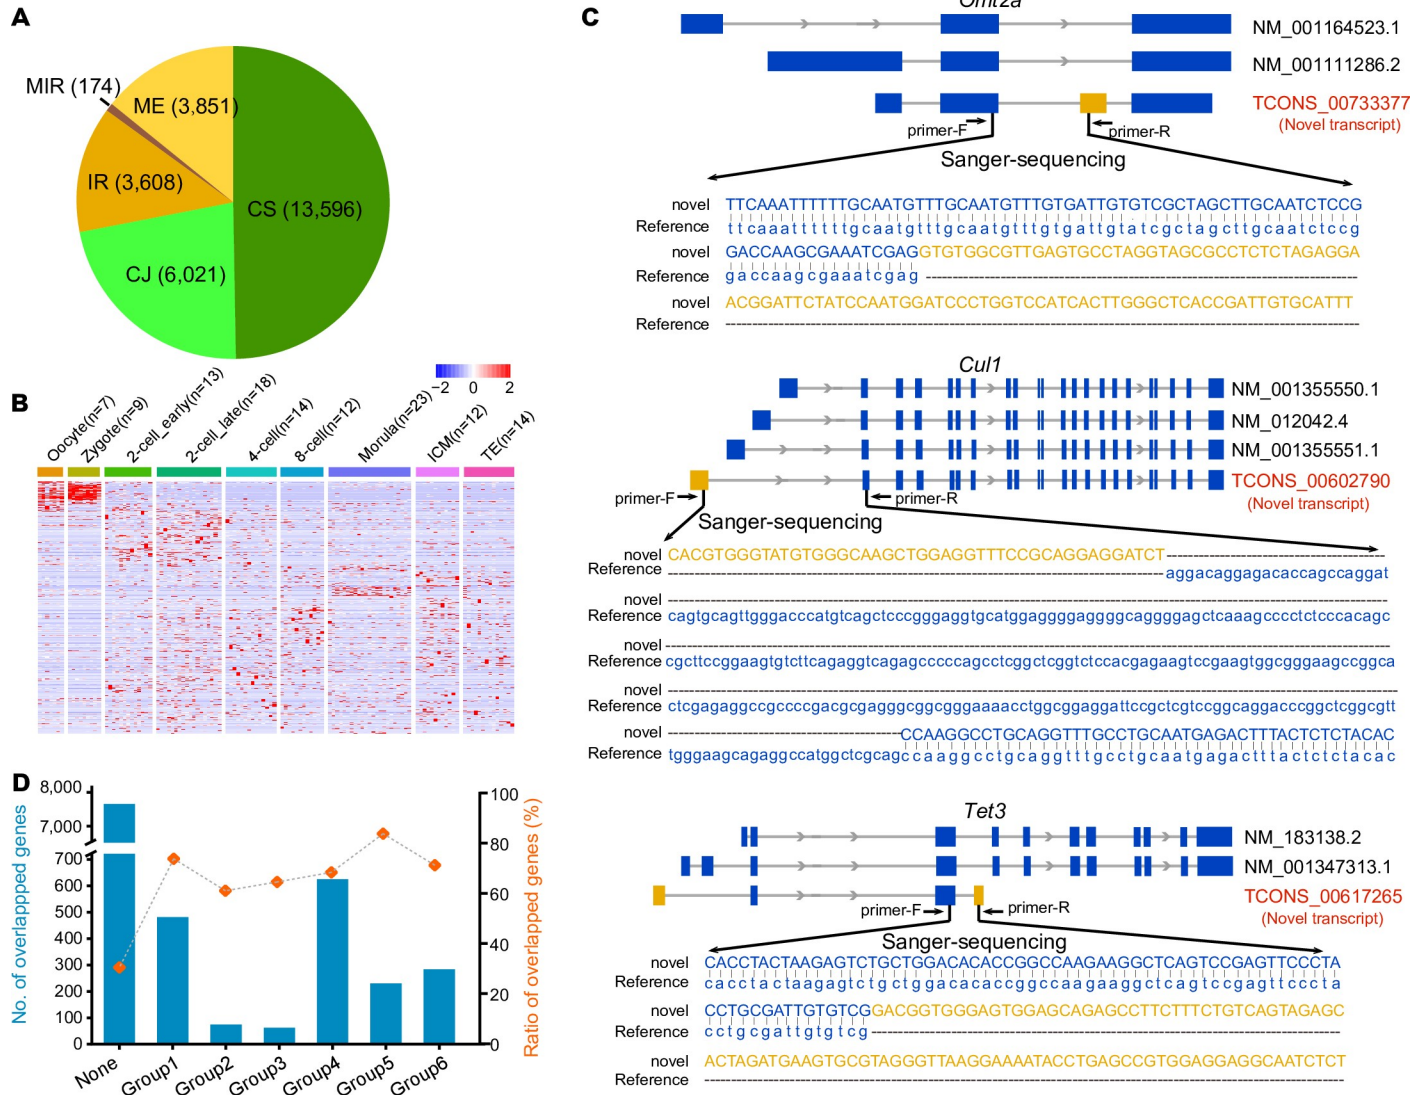 A
MIR (174)
ME (3,851)
IR (3,608)
CS (13,596)
CJ (6,021)
B
−2 0 2
Oocyte(n=7)
Zygote(n=9)
2-cell_early(n=13)
2-cell_late(n=18)
4-cell(n=14)
8-cell(n=12)
Morula(n=23)
ICM(n=12)
TE(n=14)
D
No. of overlappped genes
8,000
7,000
700
600
500
400
300
200
100
0
100
80
60
40
20
0
Ratio of overlapped genes (%)
None
Group1
Group2
Group3
Group4
Group5
Group6
C
Omt2a
NM_001164523.1
NM_001111286.2
TCONS_00733377
(Novel transcript)
primer-F
primer-R
Sanger-sequencing
novel TTCAAATTTTTTGCAATGTTTGCAATGTTTGTGATTGTGTCGCTAGCTTGCAATCTCCG
Reference ttcaaattttttgcaatgtttgcaatgtttgtgattgtatcgctagcttgcaatctccg
novel GACCAAGCGAAATCGAGGTGTGGCGTTGAGTGCCTAGGTAGCGCCTCTCTAGAGGA
Reference gaccaagcgaaatcgag
novel ACGGATTCTATCCAATGGATCCCTGGTCCATCACTTGGGCTCACCGATTGTGCATTT
Reference
Cul1
NM_001355550.1
NM_012042.4
NM_001355551.1
TCONS_00602790
(Novel transcript)
primer-F
primer-R
Sanger-sequencing
novel CACGTGGGTATGTGGGCAAGCTGGAGGTTTCCGCAGGAGGATCT
Reference aggacaggagacaccagccaggat
novel
Reference cagtgcagttgggacccatgtcagctcccgggaggtgcatggaggggaggggcaggggagctcaaagcccctctcccacagc
novel
Reference cgcttccggaagtgtcttcagaggtcagagcccccagcctcggctcggtctccacgagaagtccgaagtggcgggaagccggca
novel
Reference ctcgagaggccgccccgacgcgagggcggcgggaaaacctggcggaggattccgctcgtccggcaggacccggctcggcgtt
novel CCAAGGCCTGCAGGTTTGCCTGCAATGAGACTTTACTCTCTACAC
Reference tgggaagcagaggccatggctcgcagccaaggcctgcaggtttgcctgcaatgagactttactctctacac
Tet3
NM_183138.2
NM_001347313.1
TCONS_00617265
(Novel transcript)
primer-F
primer-R
Sanger-sequencing
novel CACCTACTAAGAGTCTGCTGGACACACCGGCCAAGAAGGCTCAGTCCGAGTTCCCTA
Reference cacctactaagagtctgctggacacaccggccaagaaggctcagtccgagttcccta
novel CCTGCGATTGTGTCGGACGGTGGGAGTGGAGCAGAGCCTTCTTTCTGTCAGTAGAGC
Reference cctgcgattgtgtcg
novel ACTAGATGAAGTGCGTAGGGTTAAGGAAAATACCTGAGCCGTGGAGGAGGCAATCTCT
Reference